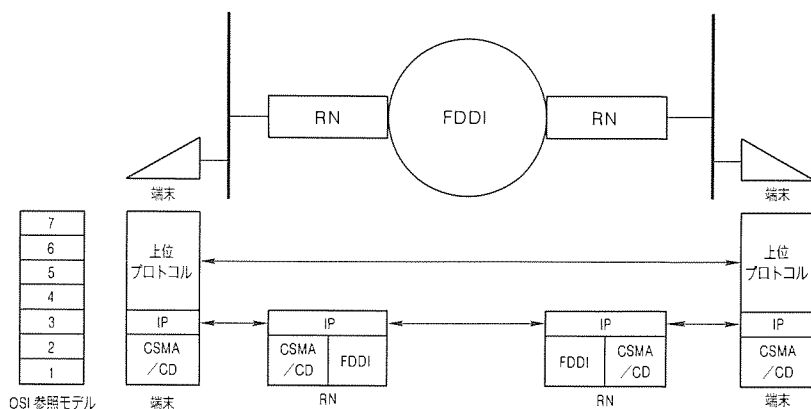 RN
FDDI
RN
端末
端末
7
6
5
4
3
2
1
OSI 参照モデル
上位
プロトコル
IP
CSMA
/CD
端末
IP
CSMA
/CD
FDDI
RN
IP
FDDI
CSMA
/CD
RN
上位
プロトコル
IP
CSMA
/CD
端末